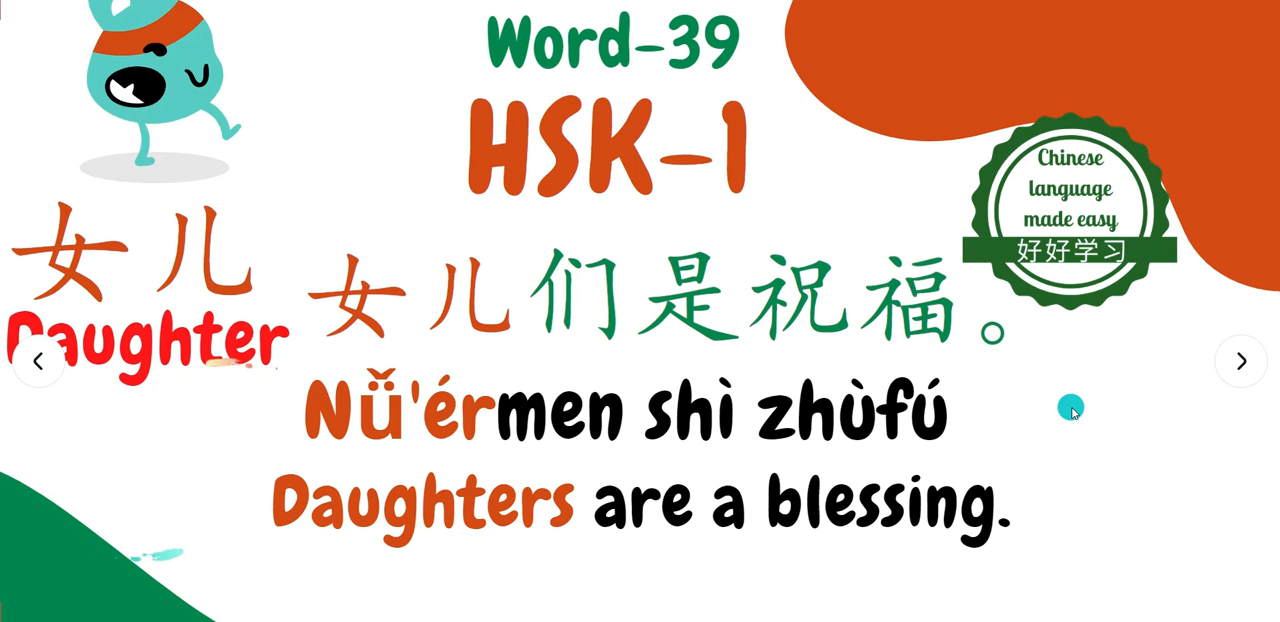 Word-39
HSK-1
Chinese
language
made easy
好好学习
女儿
Daughter
女儿们是祝福。
Nǚ'érmen shì zhùfú
Daughters are a blessing.